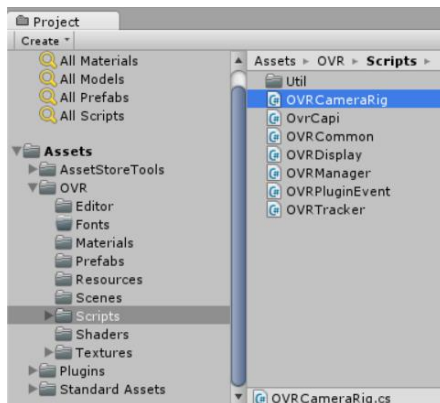 Project
Create
All Materials
All Models
All Prefabs
All Scripts
Assets
AssetStoreTools
OVR
Editor
Fonts
Materials
Prefabs
Resources
Scenes
Scripts
Shaders
Textures
Plugins
Standard Assets
Assets OVR Scripts
Util
OVRCameraRig
OvrCapi
OVRCommon
OVRDisplay
OVRManager
OVRPluginEvent
OVRTracker
OVRCameraRig.cs